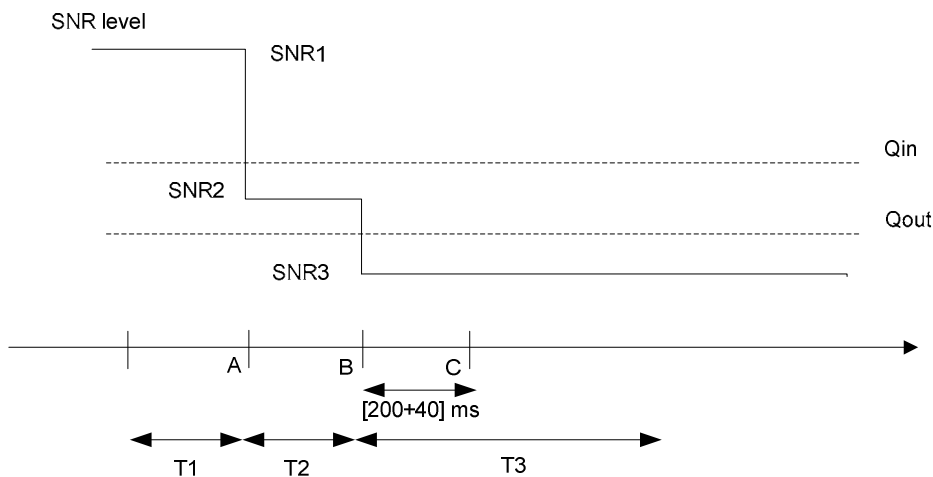 SNR level
SNR1
Qin
SNR2
Qout
SNR3
A
B
C
[200+40] ms
T1
T2
T3